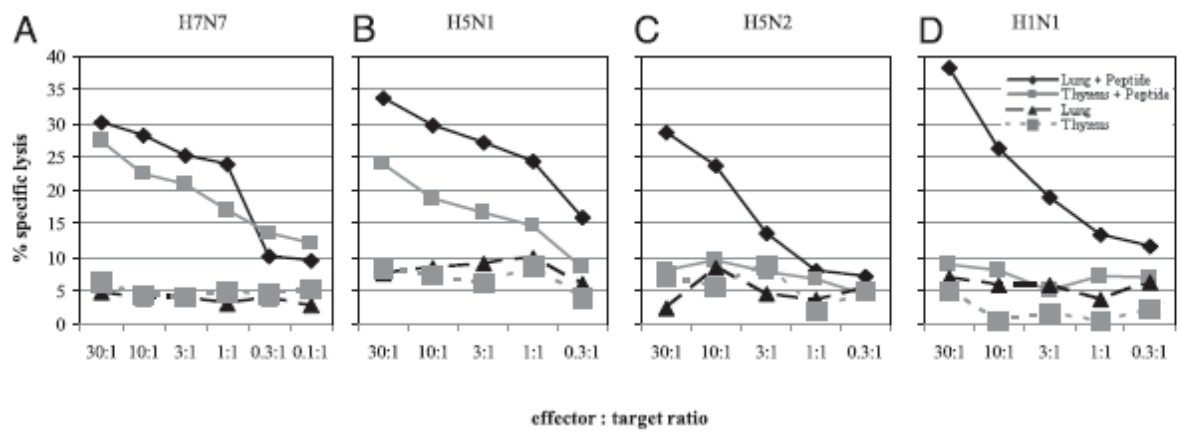 A H7N7 B H5N1 C H5N2 D H1N1
40
35
30
25
20
15
10
5
0
% specific lysis
Lung + Peptide
Thymus + Peptide
Lung
Thymus
30:1 10:1 3:1 1:1 0.3:1 0.1:1 30:1 10:1 3:1 1:1 0.3:1 30:1 10:1 3:1 1:1 0.3:1 30:1 10:1 3:1 1:1 0.3:1
effector : target ratio